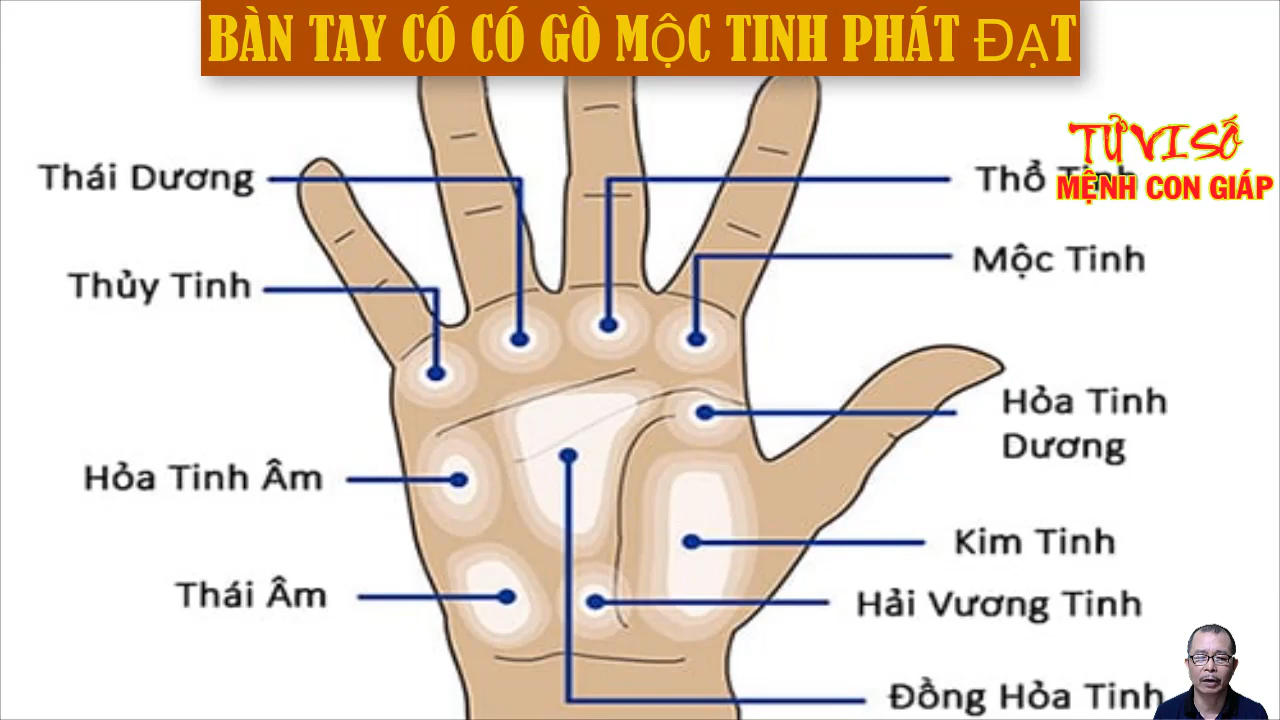 BÀN TAY CÓ CÓ GÒ MỘC TINH PHÁT ĐẠT
TỬ VI SỐ
MỆNH CON GIÁP
Thái Dương
Thổ Tinh
Mộc Tinh
Thủy Tinh
Hỏa Tinh
Dương
Hỏa Tinh Âm
Kim Tinh
Thái Âm
Hải Vương Tinh
Đồng Hỏa Tinh